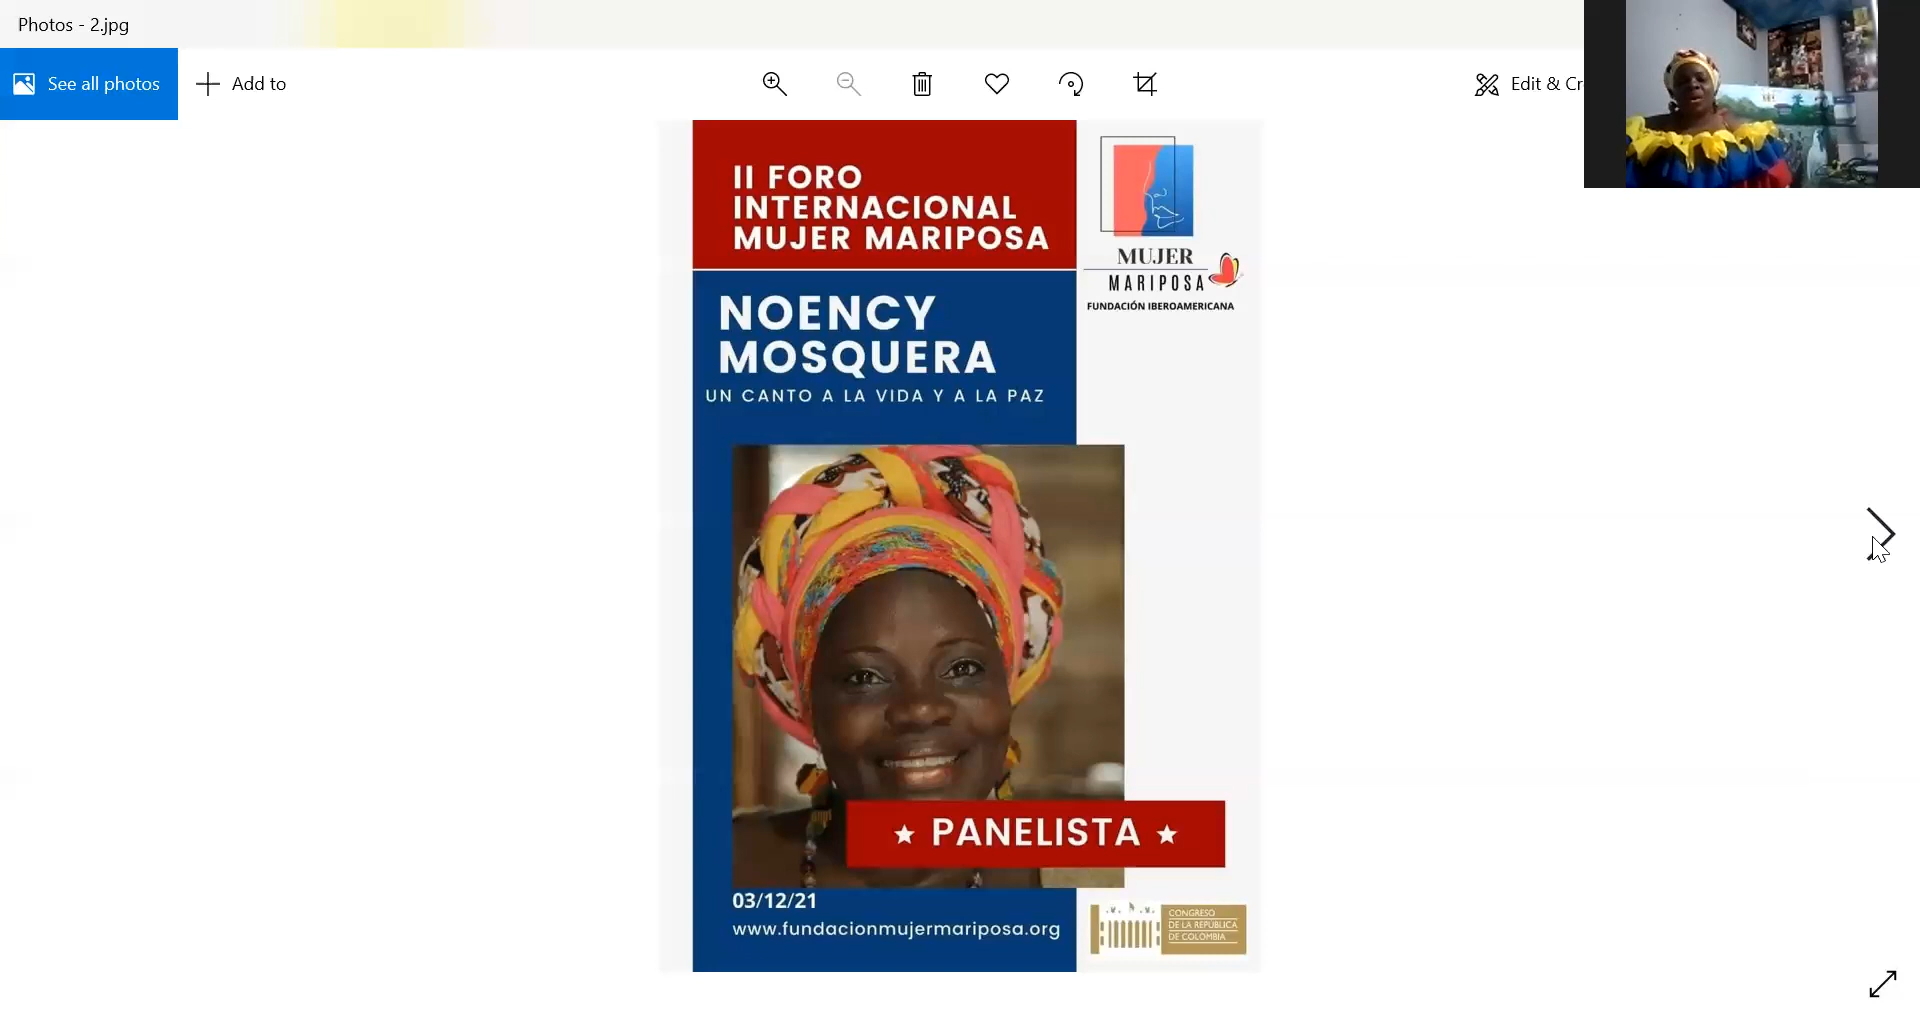 Photos - 2.jpg
See all photos
Add to
Edit & Cr
II FORO
INTERNACIONAL
MUJER MARIPOSA
MUJER
MARIPOSA
FUNDACIÓN IBEROAMERICANA
NOENCY
MOSQUERA
UN CANTO A LA VIDA Y A LA PAZ
★ PANELISTA ★
03/12/21
www.fundacionmujermariposa.org
CONGRESO
DE LA REPÚBLICA
DE COLOMBIA